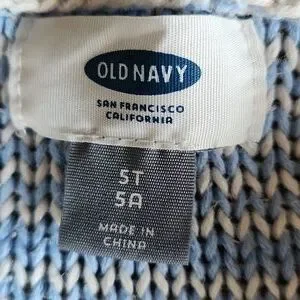 OLD NAVY
SAN FRANCISCO
CALIFORNIA
5T
5A
MADE IN
CHINA